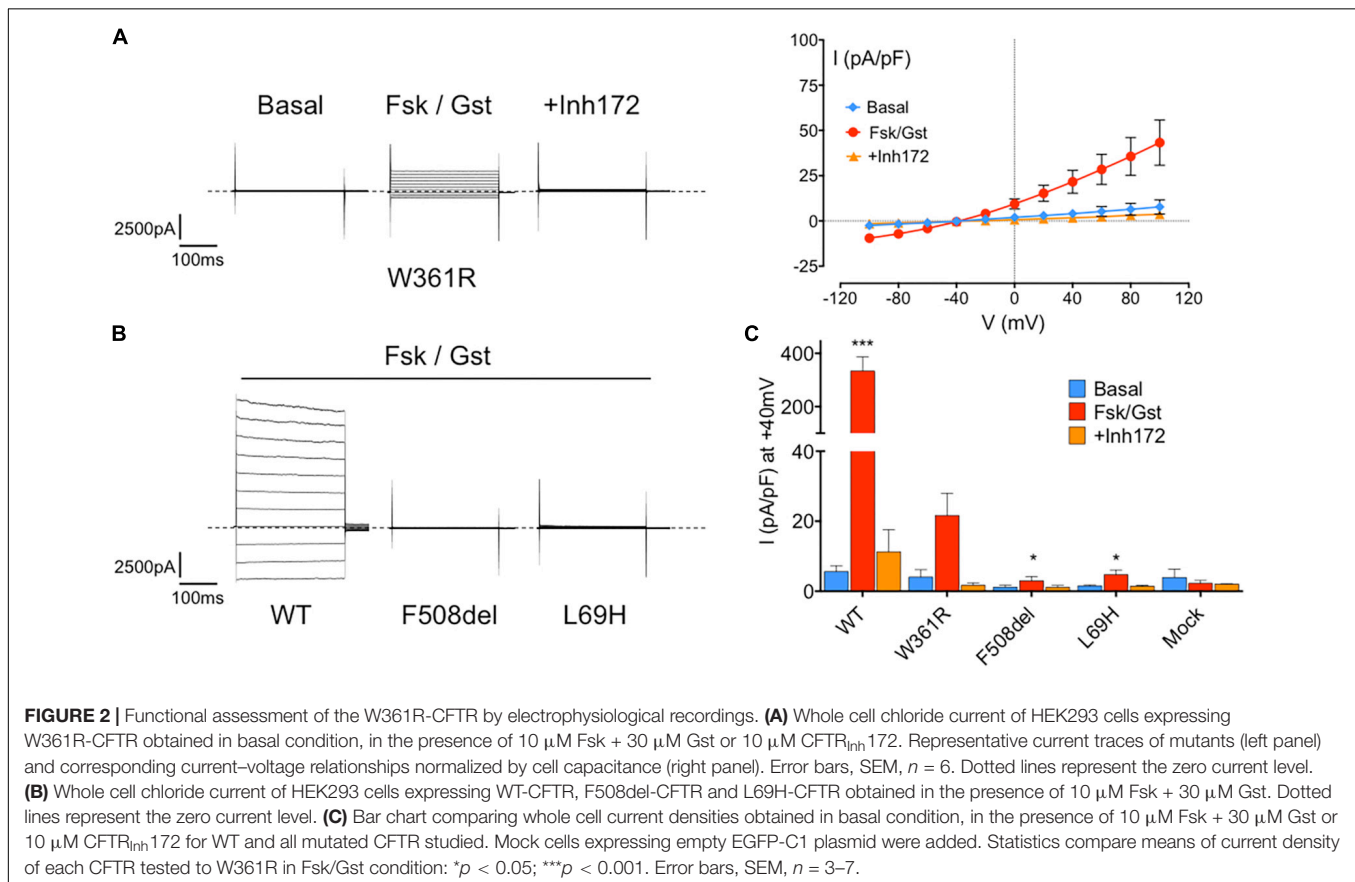 A
Basal
Fsk / Gst
+Inh172
2500pA
100ms
W361R
100
75
50
25
0
-25
I (pA/pF)
Basal
Fsk/Gst
+Inh172
-120
-80
-40
0
40
80
120
V (mV)
B
Fsk / Gst
2500pA
100ms
WT
F508del
L69H
C
I (pA/pF) at +40mV
400
200
40
20
0
***
*
*
Basal
Fsk/Gst
+Inh172
WT
W361R
F508del
L69H
Mock
FIGURE 2 | Functional assessment of the W361R-CFTR by electrophysiological recordings. (A) Whole cell chloride current of HEK293 cells expressing
W361R-CFTR obtained in basal condition, in the presence of 10 μM Fsk + 30 μM Gst or 10 μM CFTRInh172. Representative current traces of mutants (left panel)
and corresponding current–voltage relationships normalized by cell capacitance (right panel). Error bars, SEM, n = 6. Dotted lines represent the zero current level.
(B) Whole cell chloride current of HEK293 cells expressing WT-CFTR, F508del-CFTR and L69H-CFTR obtained in the presence of 10 μM Fsk + 30 μM Gst. Dotted
lines represent the zero current level. (C) Bar chart comparing whole cell current densities obtained in basal condition, in the presence of 10 μM Fsk + 30 μM Gst or
10 μM CFTRInh172 for WT and all mutated CFTR studied. Mock cells expressing empty EGFP-C1 plasmid were added. Statistics compare means of current density
of each CFTR tested to W361R in Fsk/Gst condition: *p < 0.05; ***p < 0.001. Error bars, SEM, n = 3–7.